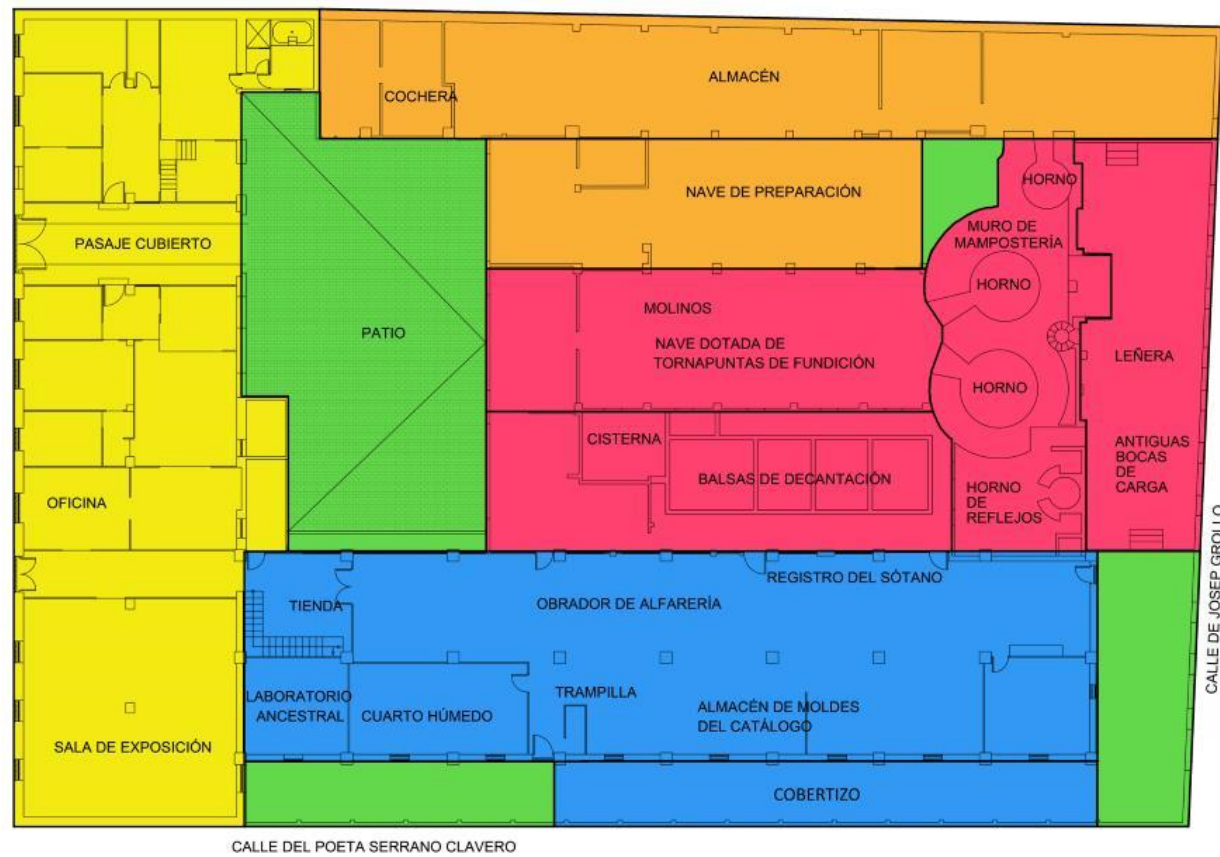 ALMACÉN
COCHERA
HORNO
NAVE DE PREPARACIÓN
MURO DE
MAMPOSTERÍA
PASAJE CUBIERTO
HORNO
MOLINOS
PATIO
NAVE DOTADA DE
TORNAPUNTAS DE FUNDICIÓN
LEÑERA
HORNO
CISTERNA
BALSAS DE DECANTACIÓN
ANTIGUAS
BOCAS
DE
CARGA
HORNO
DE
REFLEJOS
OFICINA
REGISTRO DEL SÓTANO
TIENDA
OBRADOR DE ALFARERÍA
LABORATORIO
ANCESTRAL
CUARTO HÚMEDO
TRAMPILLA
ALMACÉN DE MOLDES
DEL CATÁLOGO
SALA DE EXPOSICIÓN
COBERTIZO
CALLE DE JOSEP GROLLO
CALLE DEL POETA SERRANO CLAVERO